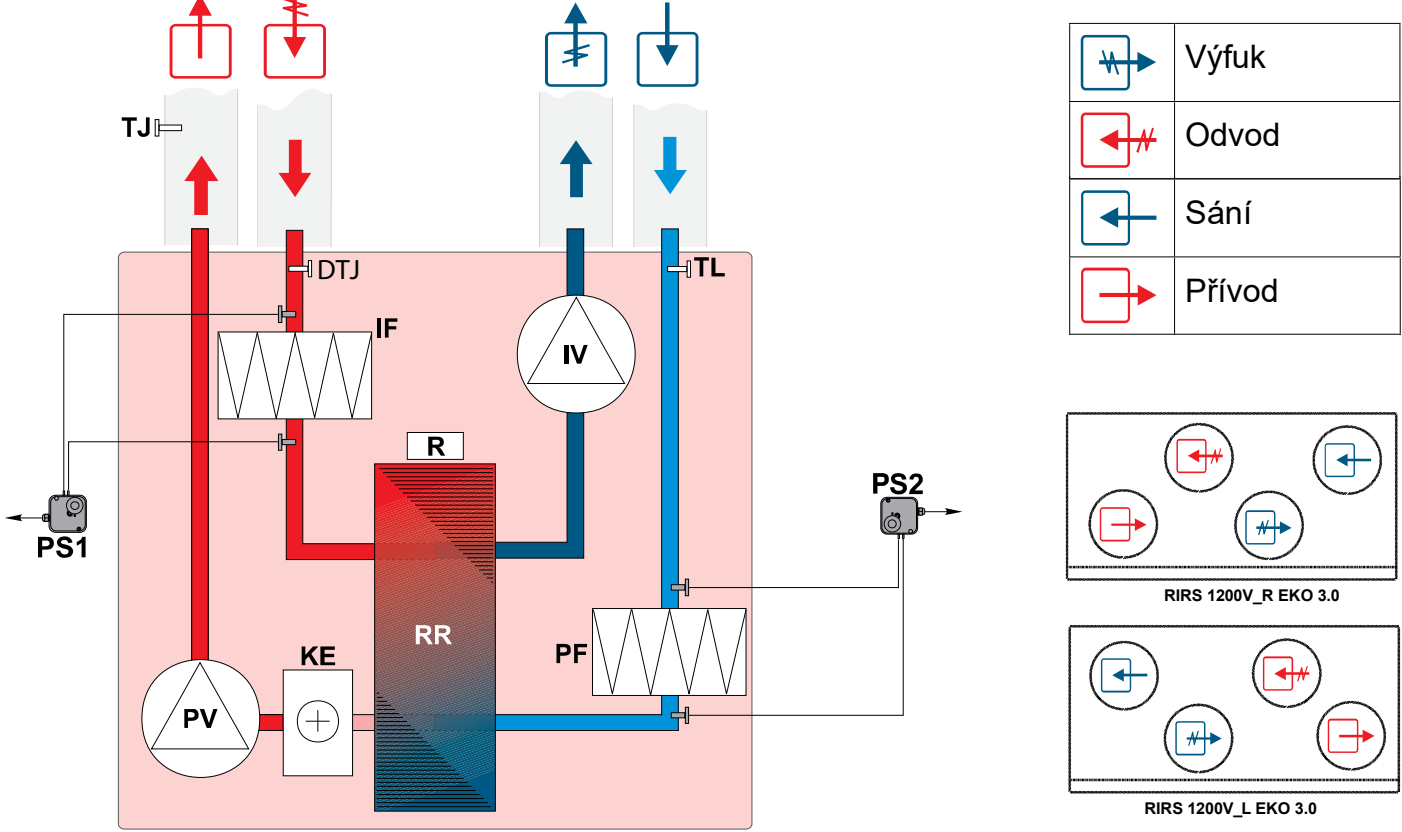 TJ
DTJ
TL
IF
IV
R
PS1
PS2
RR
PF
KE
PV
Výfuk
Odvod
Sání
Přívod
RIRS 1200V_R EKO 3.0
RIRS 1200V_L EKO 3.0